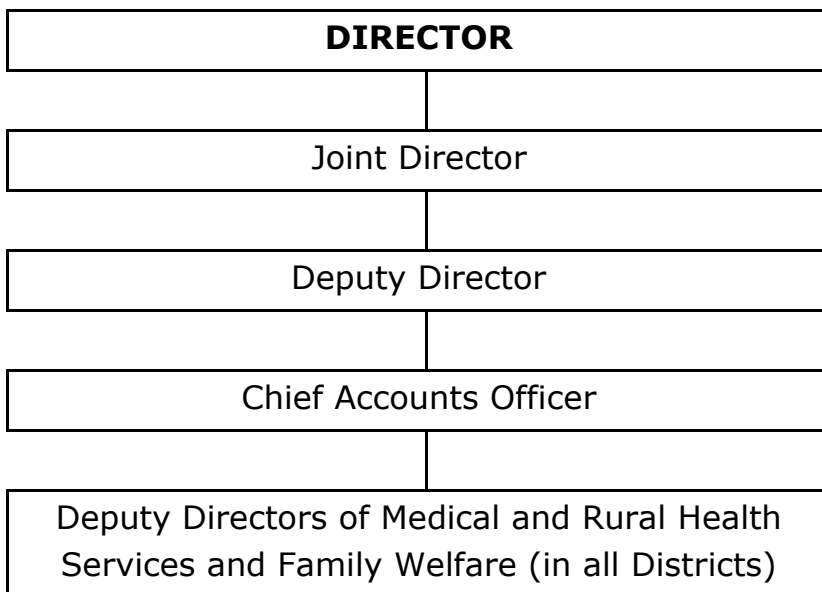 DIRECTOR
Joint Director
Deputy Director
Chief Accounts Officer
Deputy Directors of Medical and Rural Health
Services and Family Welfare (in all Districts)